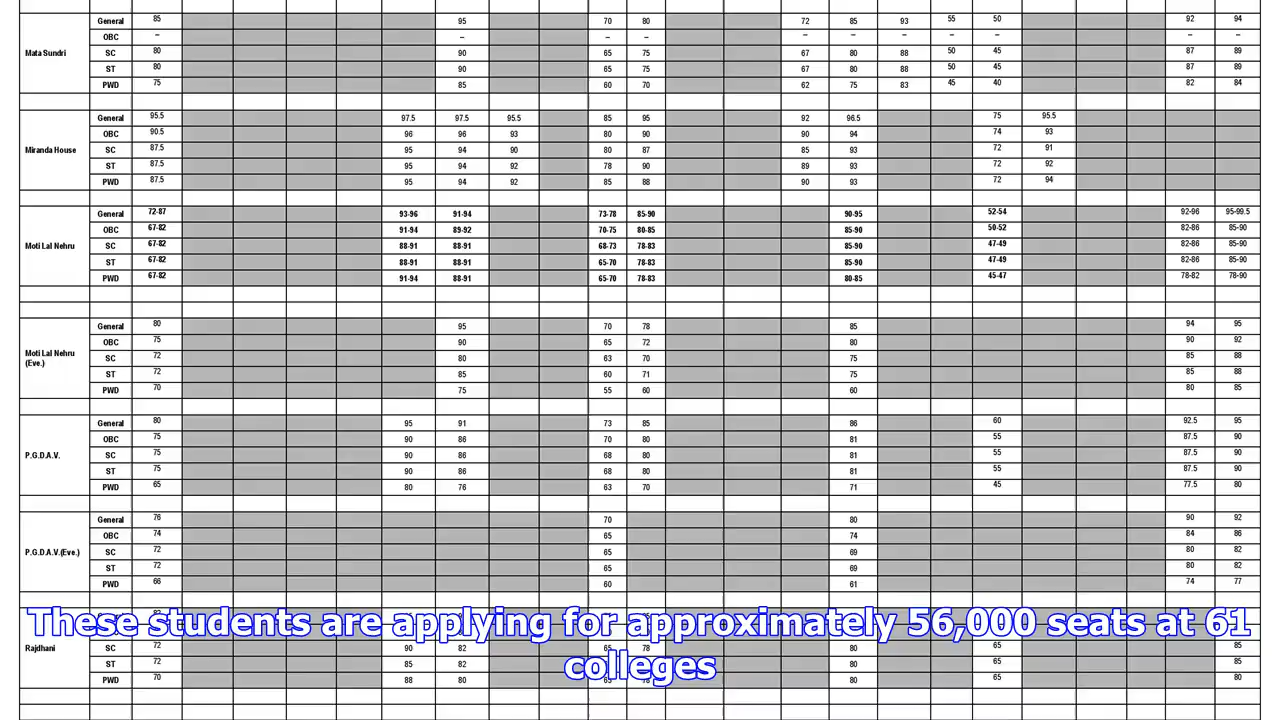 General 85 95 70 80 72 85 93 55 50 92 94
OBC – – – – – – – – – – –
Mata Sundri SC 80 90 65 75 67 80 88 50 45 87 89
ST 80 90 65 75 67 80 88 50 45 87 89
PWD 75 85 60 70 62 75 83 45 40 82 84
General 95.5 97.5 97.5 95.5 85 95 92 96.5 75 95.5
OBC 90.5 96 96 93 80 90 90 94 74 93
Miranda House SC 87.5 95 94 90 80 87 85 93 72 91
ST 87.5 95 94 92 78 90 89 93 72 92
PWD 87.5 95 94 92 85 88 90 93 72 94
General 72-87 93-96 91-94 73-78 85-90 90-95 52-54 92-96 95-99.5
OBC 67-82 91-94 89-92 70-75 80-85 85-90 50-52 82-86 85-90
Moti Lal Nehru SC 67-82 88-91 88-91 68-73 78-83 85-90 47-49 82-86 85-90
ST 67-82 88-91 88-91 65-70 78-83 85-90 47-49 82-86 85-90
PWD 67-82 91-94 88-91 65-70 78-83 80-85 45-47 78-82 78-90
General 80 95 70 78 85 94 95
OBC 75 90 65 72 80 90 92
Moti Lal Nehru
(Eve.) SC 72 80 63 70 75 85 88
ST 72 85 60 71 75 85 88
PWD 70 75 55 60 60 80 85
General 80 95 91 73 85 86 60 92.5 95
OBC 75 90 86 70 80 81 55 87.5 90
P.G.D.A.V. SC 75 90 86 68 80 81 55 87.5 90
ST 75 90 86 68 80 81 55 87.5 90
PWD 65 80 76 63 70 71 45 77.5 80
General 76 70 80 90 92
OBC 74 65 74 84 86
P.G.D.A.V.(Eve.) SC 72 65 69 80 82
ST 72 65 69 80 82
PWD 66 60 61 74 77
These students are applying for approximately 56,000 seats at 61
colleges
Rajdhani SC 72 90 82 65 78 80 65 85
ST 72 85 82 80 65 85
PWD 70 88 80 80 65 80